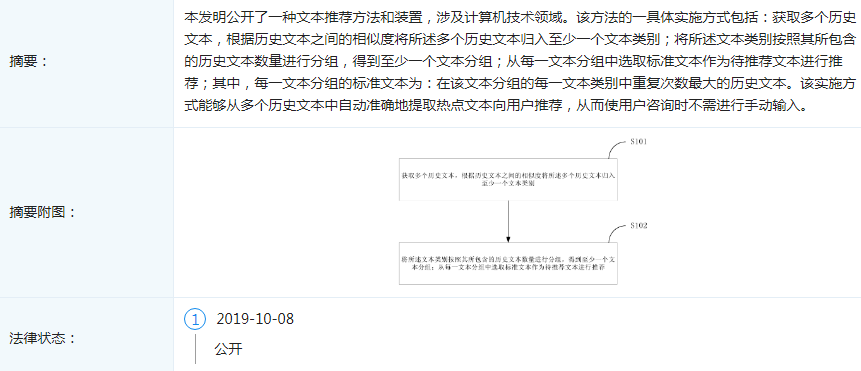 摘要：
本发明公开了一种文本推荐方法和装置，涉及计算机技术领域。该方法的一具体实施方式包括：获取多个历史
文本，根据历史文本之间的相似度将所述多个历史文本归入至少一个文本类别；将所述文本类别按照其所包含
的历史文本数量进行分组，得到至少一个文本分组；从每一文本分组中选取标准文本作为待推荐文本进行推
荐；其中，每一文本分组的标准文本为：在该文本分组的每一文本类别中重复次数最大的历史文本。该实施方
式能够从多个历史文本中自动准确地提取热点文本向用户推荐，从而使用户咨询时不需进行手动输入。
摘要附图：
S101
获取多个历史文本，根据历史文本之间的相似度将所述多个历史文本归入
至少一个文本类别
S102
将所述文本类别按照其所包含的历史文本数量进行分组，得到至少一个文
本分组；从每一文本分组中选取标准文本作为待推荐文本进行推荐
法律状态：
1 2019-10-08
公开